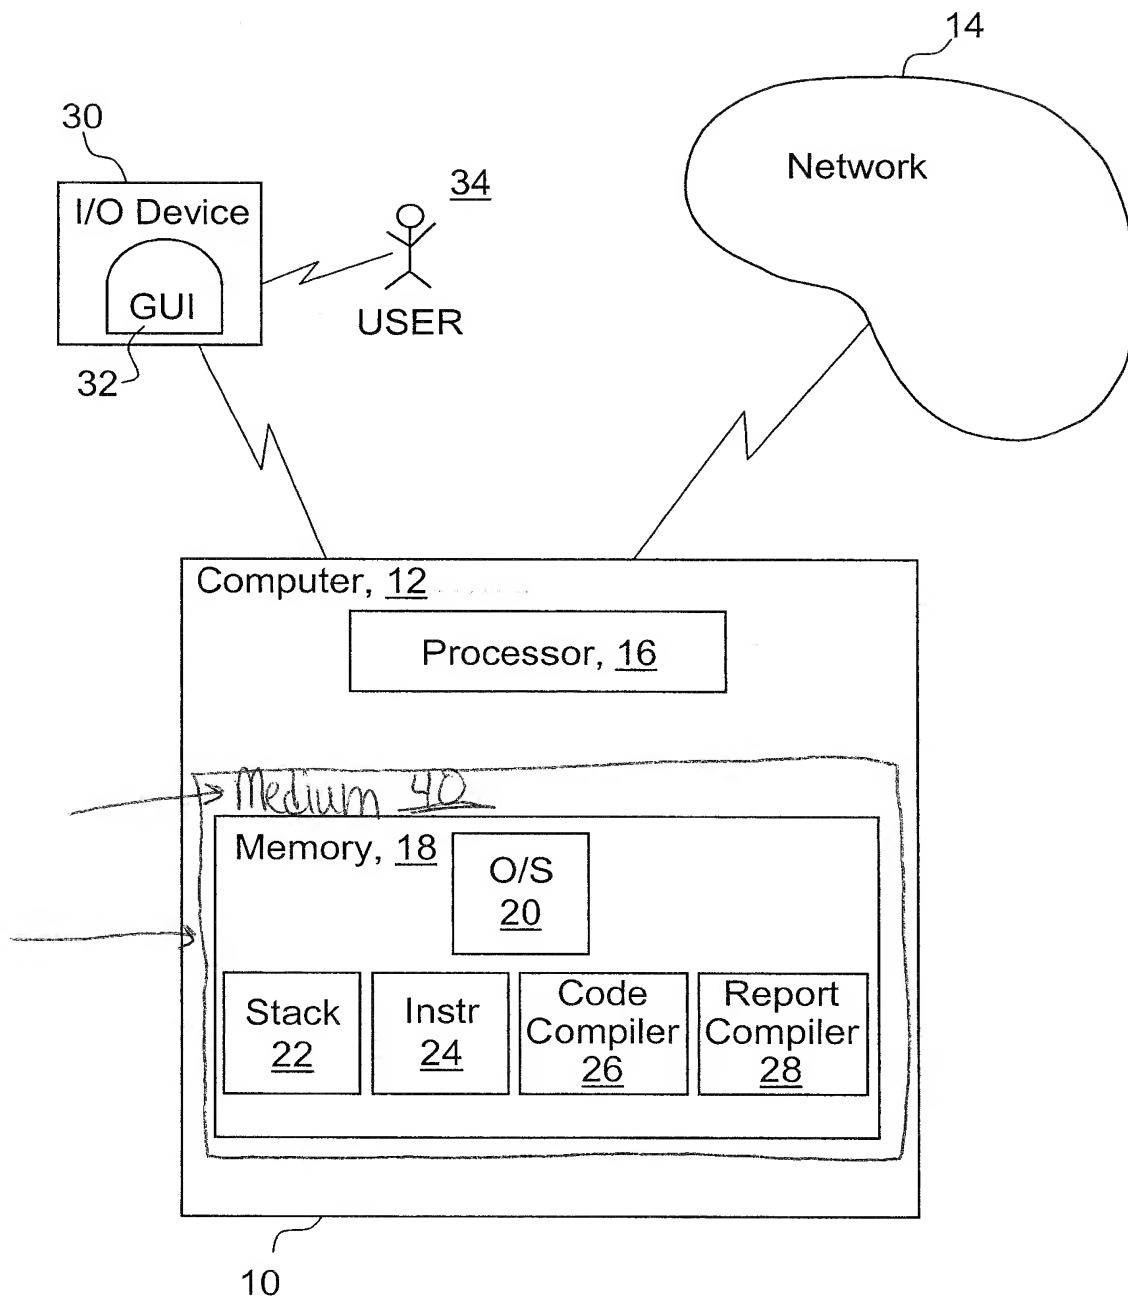 14
30
Network
34
I/O Device
GUI
USER
32
Computer, 12
Processor, 16
Medium 40
Memory, 18
O/S
20
Stack
22
Instr
24
Code
Compiler
26
Report
Compiler
28
10